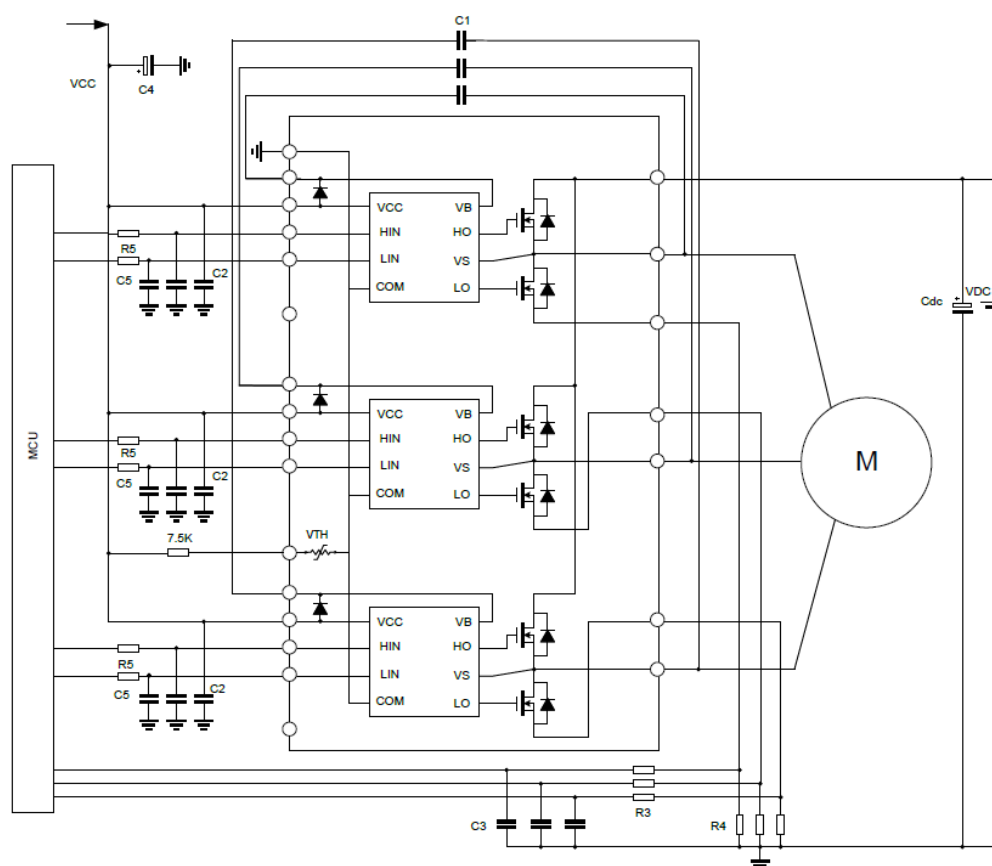 C1
VCC
C4
VCC VB
HIN HO
R5
LIN VS
C5 C2
COM LO
Cdc VDC
VCC VB
HIN HO
R5
LIN VS
C5 C2
COM LO
MCU
M
7.5K VTH
VCC VB
HIN HO
R5
LIN VS
C5 C2
COM LO
R3
C3 R4